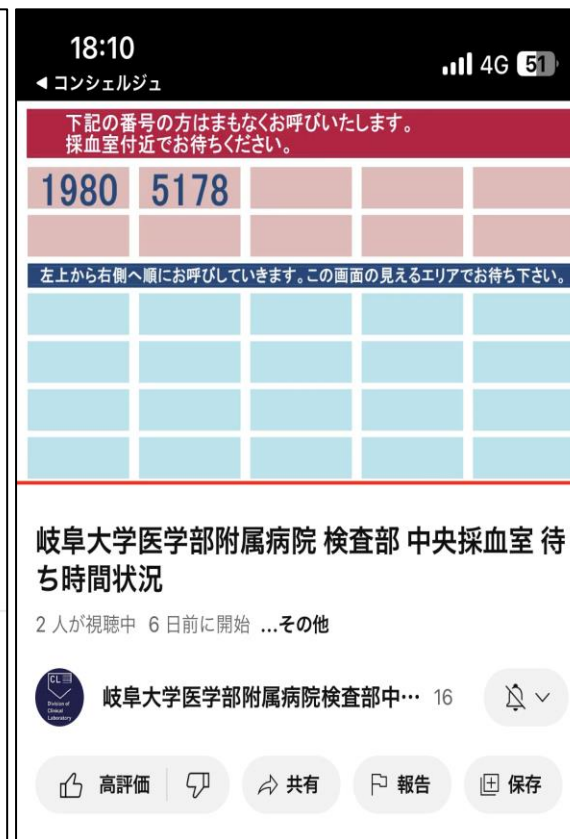 18:10
4G 51
◀ コンシェルジュ
下記の番号の方はまもなくお呼びいたします。
採血室付近でお待ちください。
1980 5178
左上から右側へ順にお呼びしていきます。この画面の見えるエリアでお待ち下さい。
岐阜大学医学部附属病院 検査部 中央採血室 待
ち時間状況
2 人が視聴中 6 日前に開始 ...その他
CL
Division of
Clinical
Laboratory
岐阜大学医学部附属病院検査部中… 16
高評価 共有 報告 保存